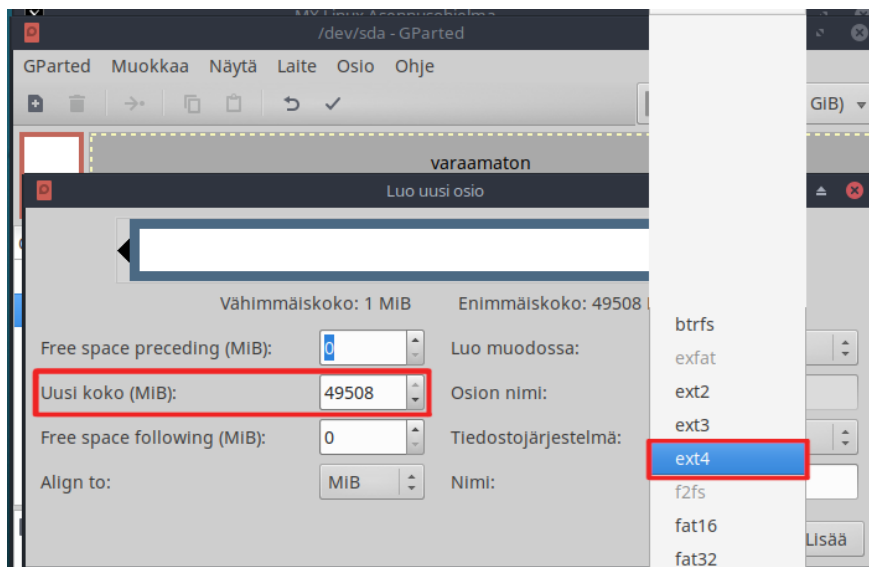 MX Linux Asennusohjelma
/dev/sda - GParted
GParted Muokkaa Näytä Laite Osio Ohje
GiB)
varaamaton
Luo uusi osio
Vähimmäiskoko: 1 MiB Enimmäiskoko: 49508
Free space preceding (MiB): 0 Luo muodossa:
Uusi koko (MiB): 49508 Osion nimi:
Free space following (MiB): 0 Tiedostojärjestelmä:
Align to: MiB Nimi:
btrfs
exfat
ext2
ext3
ext4
f2fs
fat16
fat32
Lisää